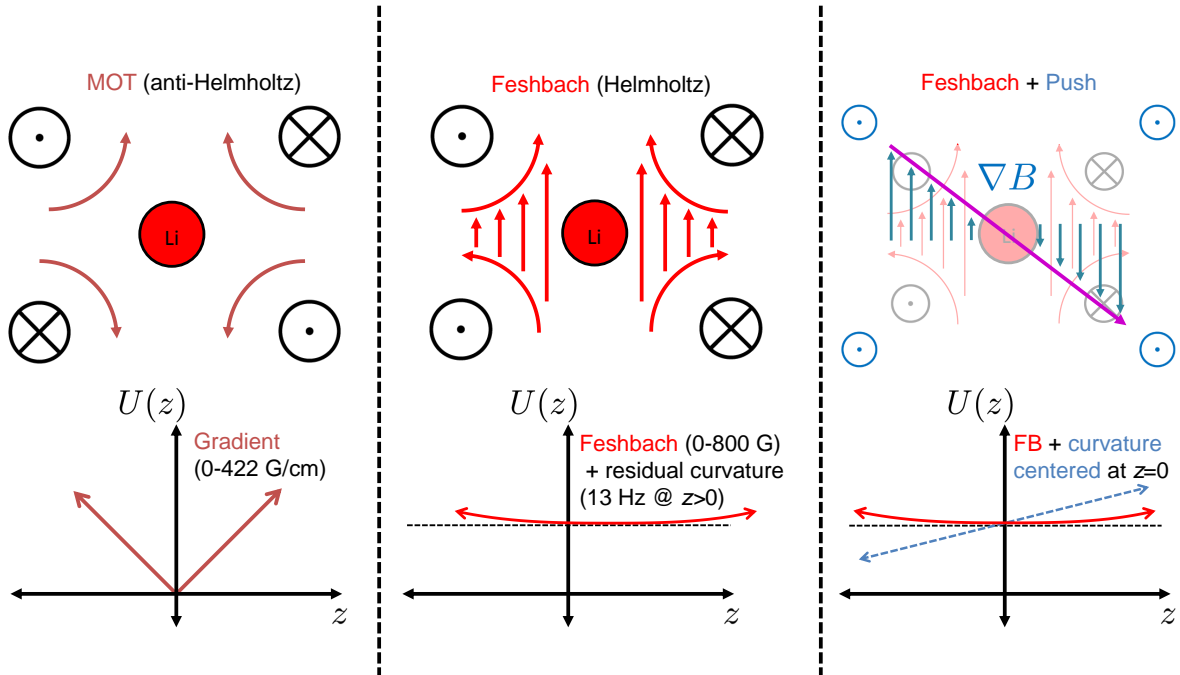 MOT (anti-Helmholtz)
Li
U(z)
Gradient
(0-422 G/cm)
z
Feshbach (Helmholtz)
Li
U(z)
Feshbach (0-800 G)
+ residual curvature
(13 Hz @ z>0)
z
Feshbach + Push
∇B
Li
U(z)
FB + curvature
centered at z=0
z